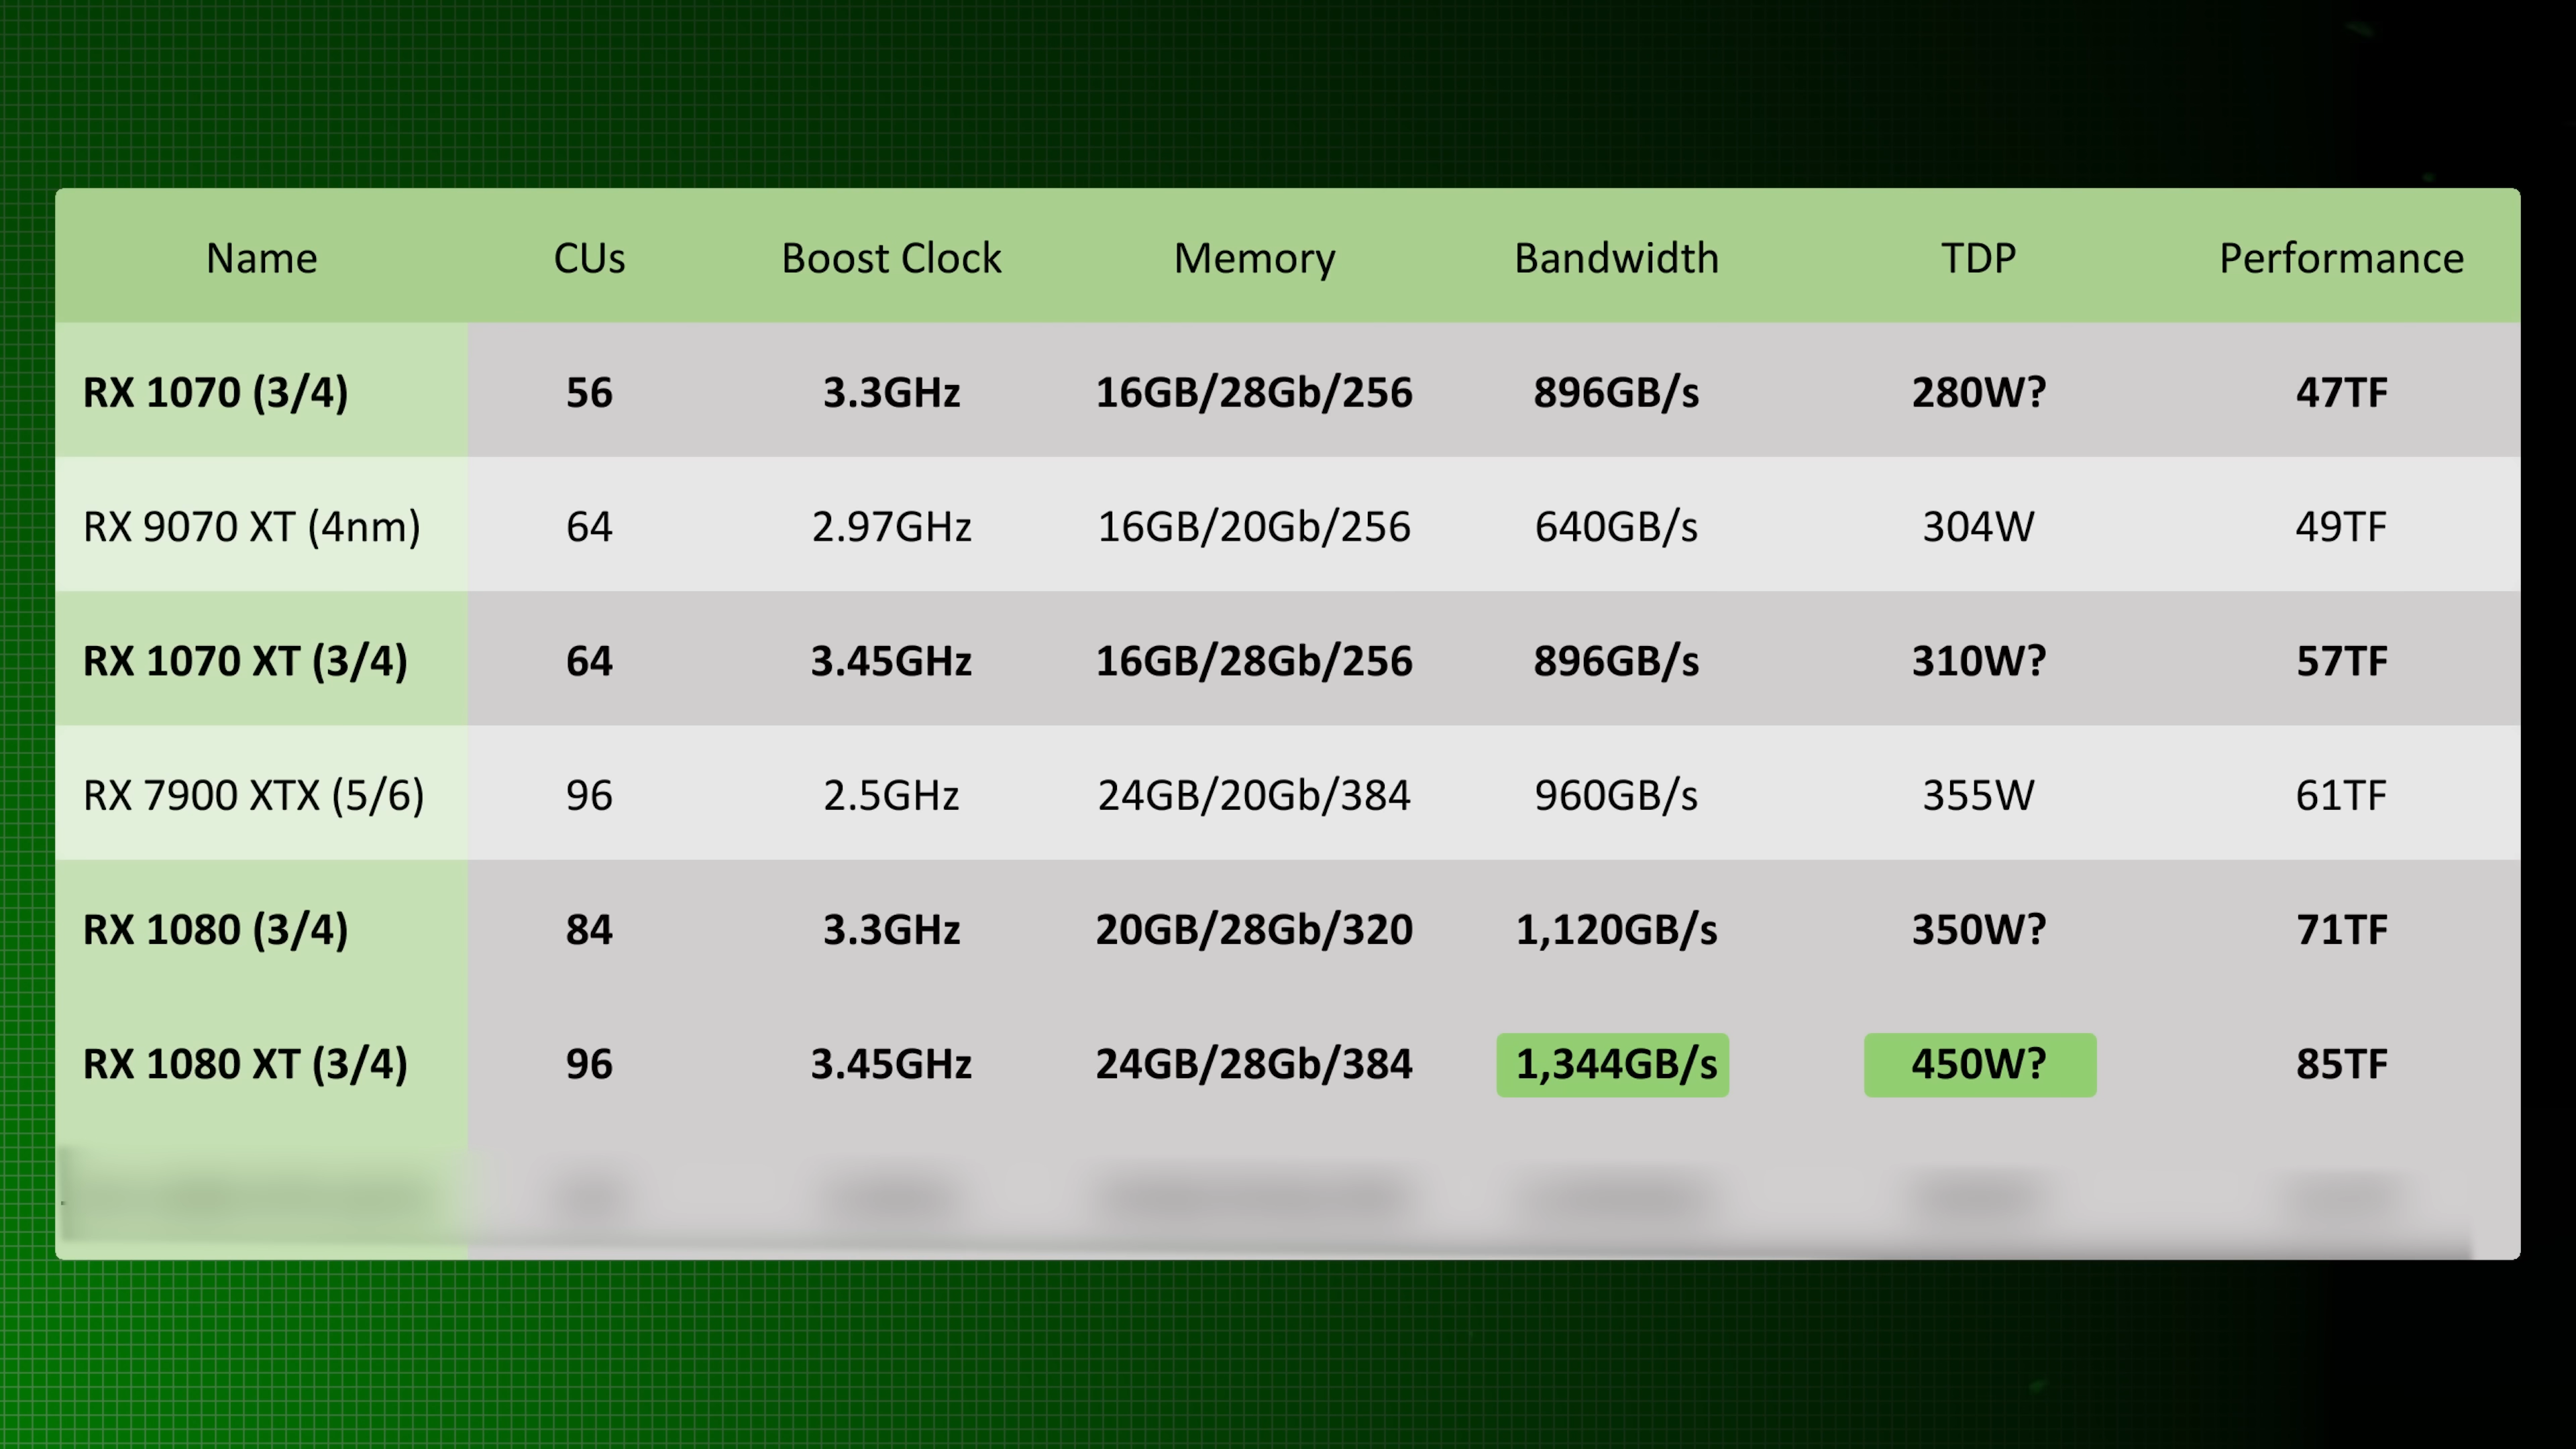 Name CUs Boost Clock Memory Bandwidth TDP Performance
RX 1070 (3/4) 56 3.3GHz 16GB/28Gb/256 896GB/s 280W? 47TF
RX 9070 XT (4nm) 64 2.97GHz 16GB/20Gb/256 640GB/s 304W 49TF
RX 1070 XT (3/4) 64 3.45GHz 16GB/28Gb/256 896GB/s 310W? 57TF
RX 7900 XTX (5/6) 96 2.5GHz 24GB/20Gb/384 960GB/s 355W 61TF
RX 1080 (3/4) 84 3.3GHz 20GB/28Gb/320 1,120GB/s 350W? 71TF
RX 1080 XT (3/4) 96 3.45GHz 24GB/28Gb/384 1,344GB/s 450W? 85TF